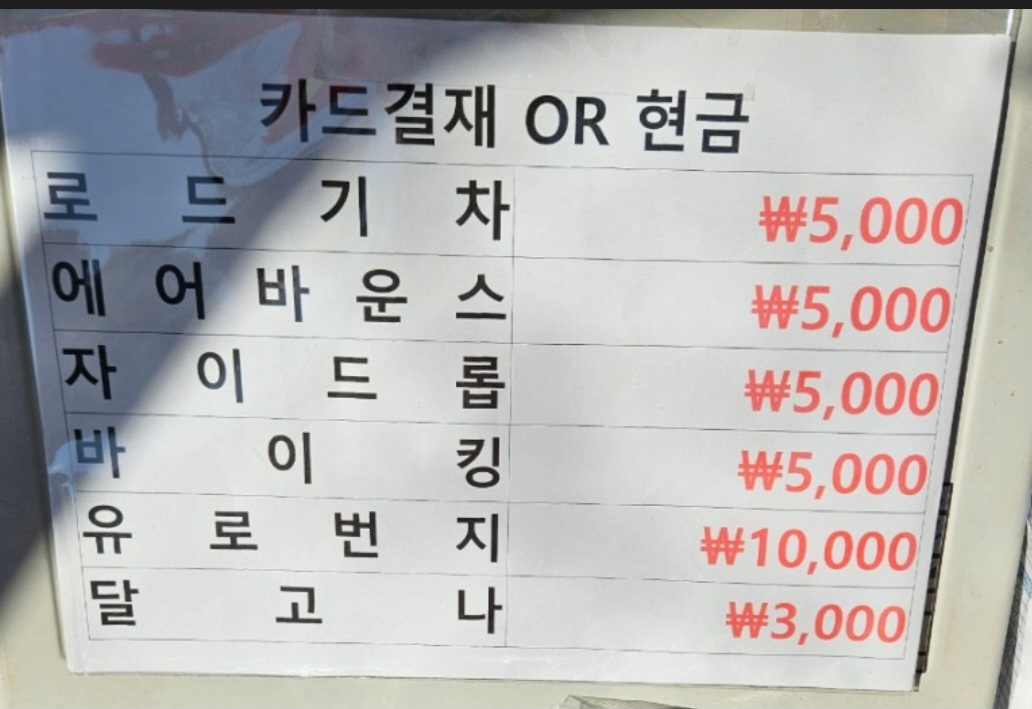 카드결재 OR 현금
로드기차 ₩5,000
에어바운스 ₩5,000
자이드롭 ₩5,000
바이킹 ₩5,000
유로번지 ₩10,000
달고나 ₩3,000